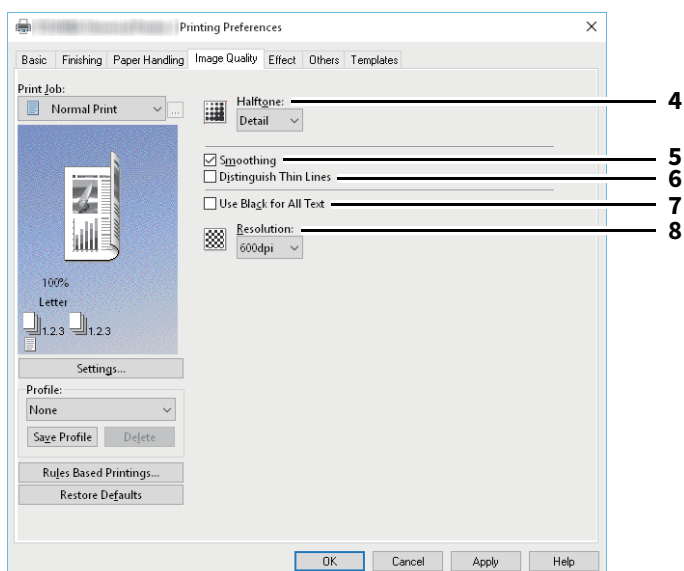 Printing Preferences
Basic Finishing Paper Handling Image Quality Effect Others Templates
Print Job:
Normal Print
...
Halftone:
Detail
4
Smoothing
5
Distinguish Thin Lines
6
Use Black for All Text
7
Resolution:
600dpi
8
100%
Letter
1.2.3 1.2.3
Settings...
Profile:
None
Save Profile Delete
Rules Based Printings...
Restore Defaults
OK Cancel Apply Help